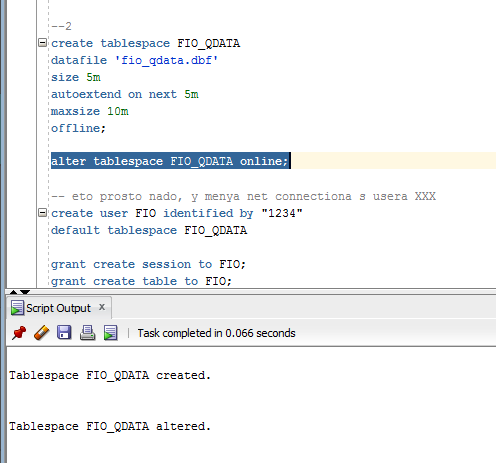 --2
create tablespace FIO_QDATA
datafile 'fio_qdata.dbf'
size 5m
autoextend on next 5m
maxsize 10m
offline;
alter tablespace FIO_QDATA online;
-- eto prosto nado, y menya net connectiona s usera XXX
create user FIO identified by "1234"
default tablespace FIO_QDATA
grant create session to FIO;
grant create table to FIO;
Script Output x
Task completed in 0.066 seconds
Tablespace FIO_QDATA created.
Tablespace FIO_QDATA altered.